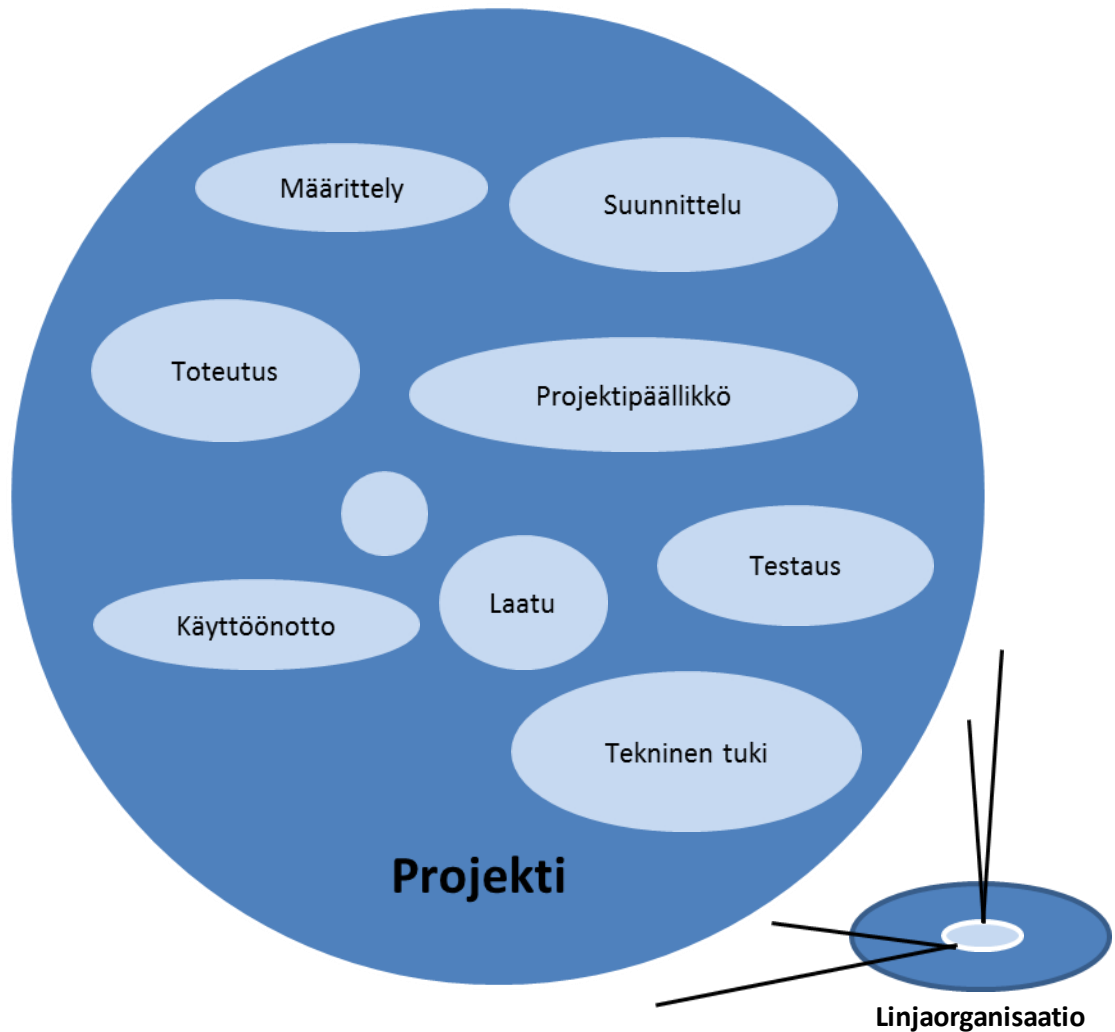 Määrittely
Suunnittelu
Toteutus
Projektipäällikkö
Testaus
Laatu
Käyttöönotto
Tekninen tuki
Projekti
Linjaorganisaatio